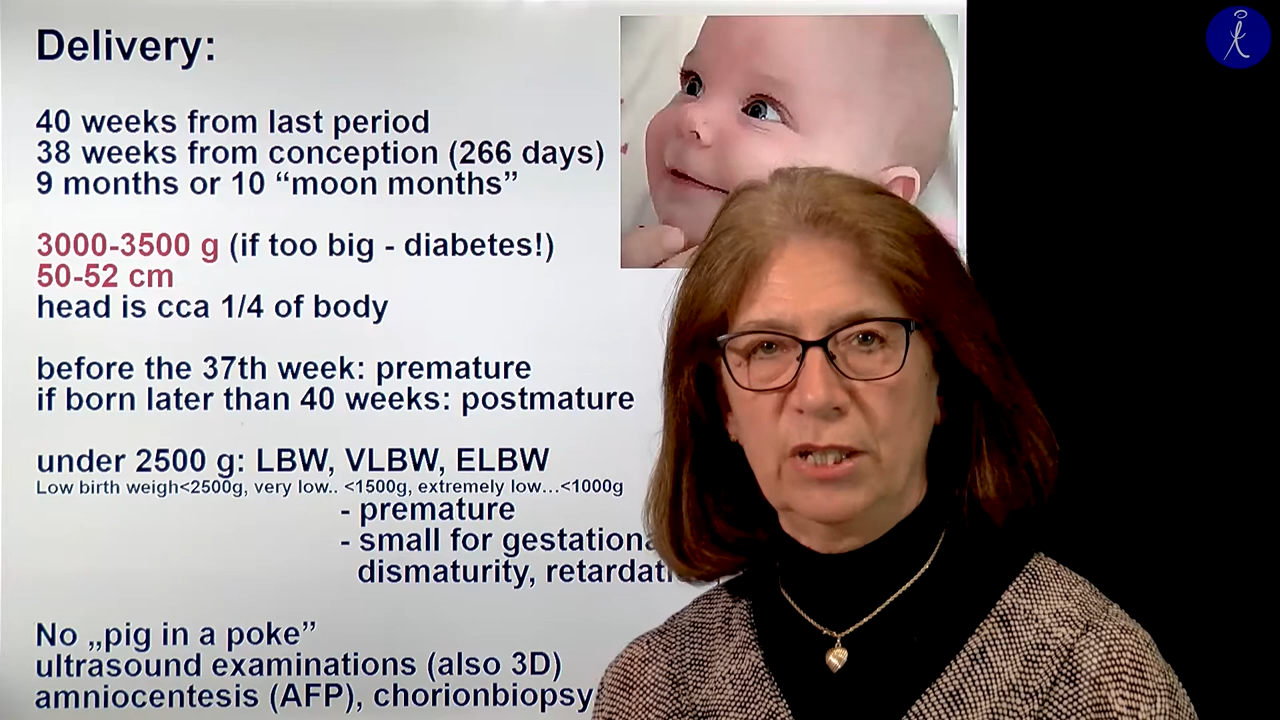 Delivery:
40 weeks from last period
38 weeks from conception (266 days)
9 months or 10 “moon months”
3000-3500 g (if too big - diabetes!)
50-52 cm
head is cca 1/4 of body
before the 37th week: premature
if born later than 40 weeks: postmature
under 2500 g: LBW, VLBW, ELBW
Low birth weigh<2500g, very low.. <1500g, extremely low…<1000g
- premature
- small for
dismaturity,
No „pig in a poke”
ultrasound examinations (also 3D)
amniocentesis (AFP), chorionbiopsy